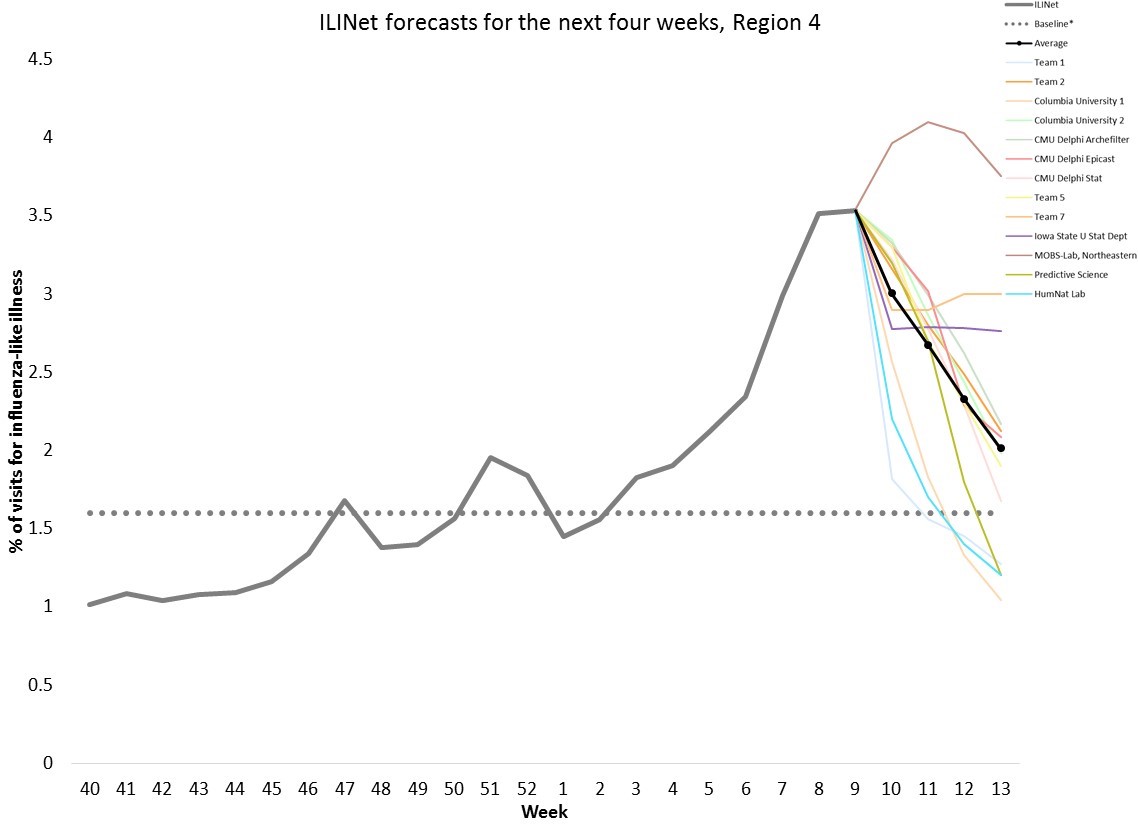 ILINet forecasts for the next four weeks, Region 4
ILINet
Baseline*
Average
Team 1
Team 2
Columbia University 1
Columbia University 2
CMU Delphi Archefilter
CMU Delphi Epicast
CMU Delphi Stat
Team 5
Team 7
Iowa State U Stat Dept
MOBS-Lab, Northeastern
Predictive Science
HumNat Lab
% of visits for influenza-like illness
4.5
4
3.5
3
2.5
2
1.5
1
0.5
0
40 41 42 43 44 45 46 47 48 49 50 51 52 1 2 3 4 5 6 7 8 9 10 11 12 13
Week